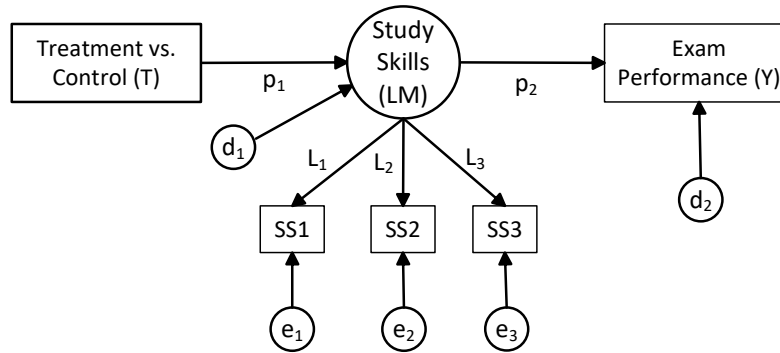 Treatment vs.
Control (T)
p₁
Study
Skills
(LM)
p₂
Exam
Performance (Y)
d₁
L₁
L₂
L₃
d₂
SS1
SS2
SS3
e₁
e₂
e₃